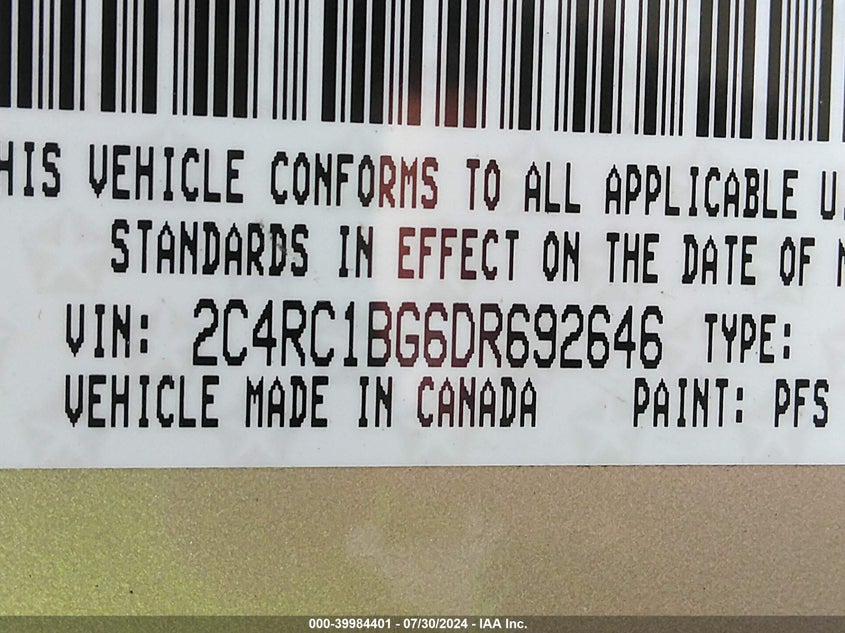 HIS VEHICLE CONFORMS TO ALL APPLICABLE U.
STANDARDS IN EFFECT ON THE DATE OF M
VIN: 2C4RC1BG6DR692646 TYPE:
VEHICLE MADE IN CANADA PAINT: PFS
000-39984401 - 07/30/2024 - IAA Inc.